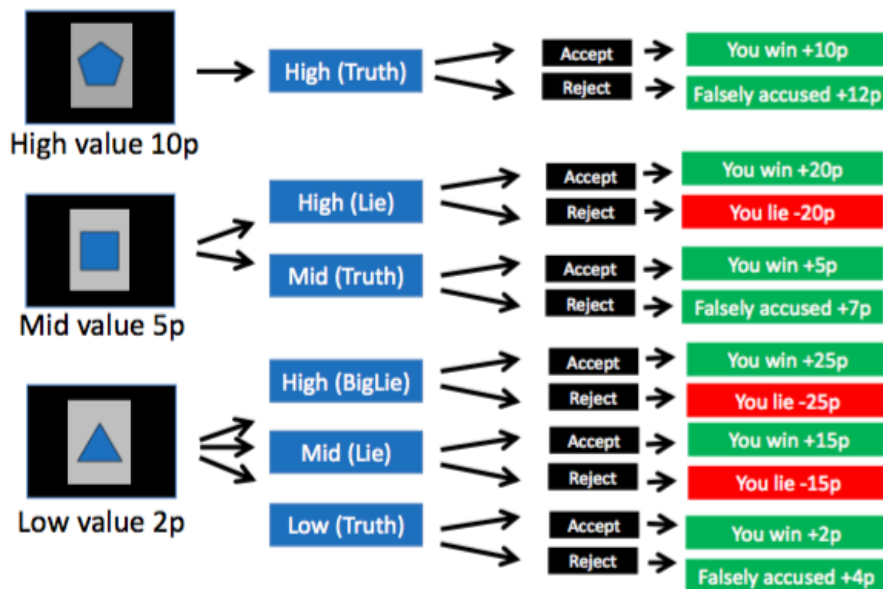 High value 10p
High (Truth)
Accept
You win +10p
Reject
Falsely accused +12p
Mid value 5p
High (Lie)
Accept
You win +20p
Reject
You lie -20p
Mid (Truth)
Accept
You win +5p
Reject
Falsely accused +7p
Low value 2p
High (BigLie)
Accept
You win +25p
Reject
You lie -25p
Mid (Lie)
Accept
You win +15p
Reject
You lie -15p
Low (Truth)
Accept
You win +2p
Reject
Falsely accused +4p